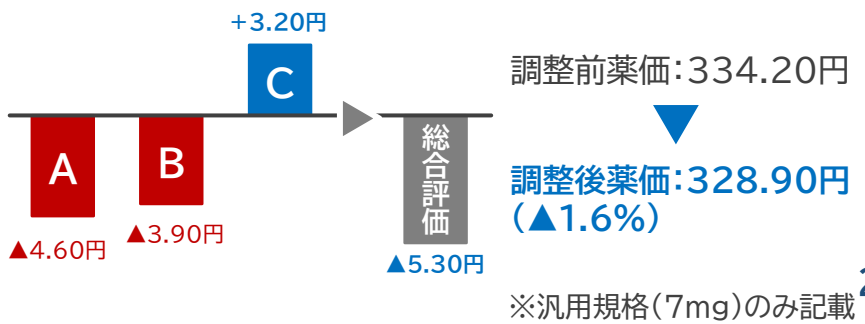 +3.20円
C
A
B
▲4.60円
▲3.90円
総合評価
▲5.30円
調整前薬価：334.20円
調整後薬価：328.90円
（▲1.6%）
※汎用規格（7mg）のみ記載